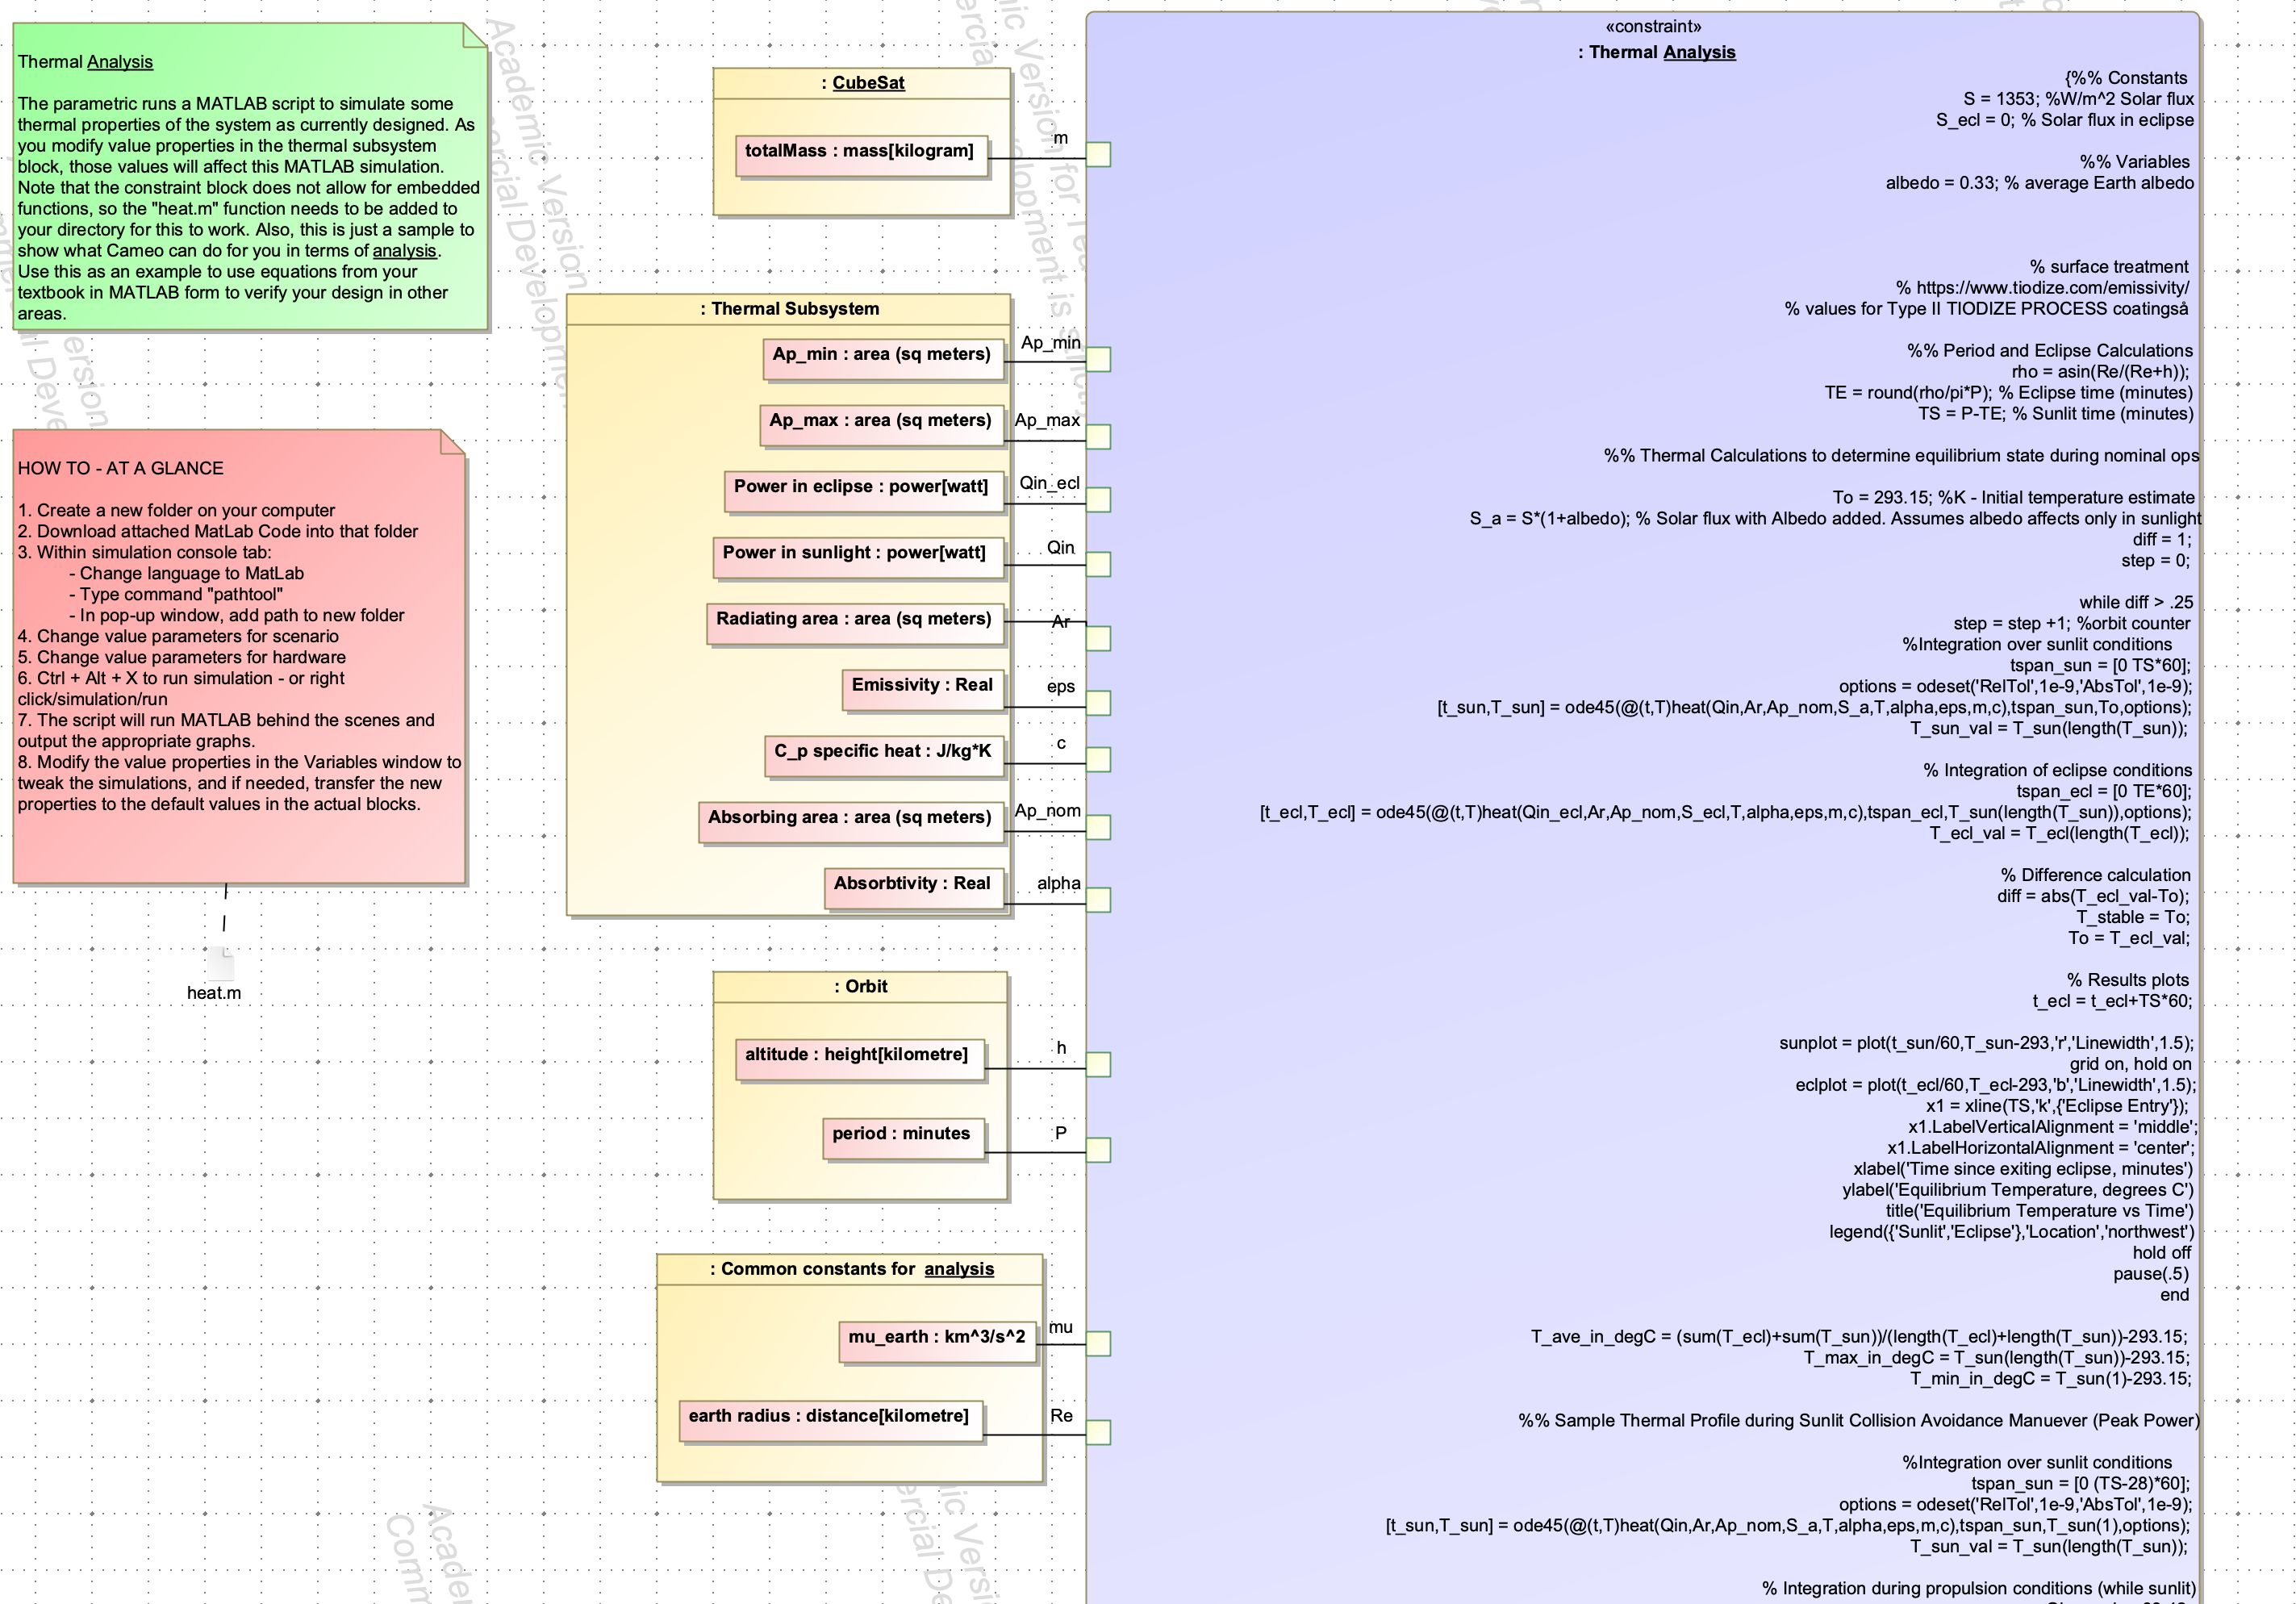 Thermal Analysis
The parametric runs a MATLAB script to simulate some
thermal properties of the system as currently designed. As
you modify value properties in the thermal subsystem
block, those values will affect this MATLAB simulation.
Note that the constraint block does not allow for embedded
functions, so the "heat.m" function needs to be added to
your directory for this to work. Also, this is just a sample to
show what Cameo can do for you in terms of analysis.
Use this as an example to use equations from your
textbook in MATLAB form to verify your design in other
areas.
HOW TO - AT A GLANCE
1. Create a new folder on your computer
2. Download attached MatLab Code into that folder
3. Within simulation console tab:
- Change language to MatLab
- Type command "pathtool"
- In pop-up window, add path to new folder
4. Change value parameters for scenario
5. Change value parameters for hardware
6. Ctrl + Alt + X to run simulation - or right
click/simulation/run
7. The script will run MATLAB behind the scenes and
output the appropriate graphs.
8. Modify the value properties in the Variables window to
tweak the simulations, and if needed, transfer the new
properties to the default values in the actual blocks.
heat.m
: CubeSat
totalMass : mass[kilogram]
m
: Thermal Subsystem
Ap_min : area (sq meters)
Ap_min
Ap_max : area (sq meters)
Ap_max
Power in eclipse : power[watt]
Qin_ecl
Power in sunlight : power[watt]
Qin
Radiating area : area (sq meters)
Ar
Emissivity : Real
eps
C_p specific heat : J/kg*K
c
Absorbing area : area (sq meters)
Ap_nom
Absorbtivity : Real
alpha
: Orbit
altitude : height[kilometre]
h
period : minutes
P
: Common constants for analysis
mu_earth : km^3/s^2
mu
earth radius : distance[kilometre]
Re
«constraint»
: Thermal Analysis
{%% Constants
S = 1353; %W/m^2 Solar flux
S_ecl = 0; % Solar flux in eclipse
%% Variables
albedo = 0.33; % average Earth albedo
% surface treatment
% https://www.tiodize.com/emissivity/
% values for Type II TIODIZE PROCESS coatingså
%% Period and Eclipse Calculations
rho = asin(Re/(Re+h));
TE = round(rho/pi*P); % Eclipse time (minutes)
TS = P-TE; % Sunlit time (minutes)
%% Thermal Calculations to determine equilibrium state during nominal ops
To = 293.15; %K - Initial temperature estimate
S_a = S*(1+albedo); % Solar flux with Albedo added. Assumes albedo affects only in sunlight
diff = 1;
step = 0;
while diff > .25
step = step +1; %orbit counter
%Integration over sunlit conditions
tspan_sun = [0 TS*60];
options = odeset('RelTol',1e-9,'AbsTol',1e-9);
[t_sun,T_sun] = ode45(@(t,T)heat(Qin,Ar,Ap_nom,S_a,T,alpha,eps,m,c),tspan_sun,To,options);
T_sun_val = T_sun(length(T_sun));
% Integration of eclipse conditions
tspan_ecl = [0 TE*60];
[t_ecl,T_ecl] = ode45(@(t,T)heat(Qin_ecl,Ar,Ap_nom,S_ecl,T,alpha,eps,m,c),tspan_ecl,T_sun(length(T_sun)),options);
T_ecl_val = T_ecl(length(T_ecl));
% Difference calculation
diff = abs(T_ecl_val-To);
T_stable = To;
To = T_ecl_val;
% Results plots
t_ecl = t_ecl+TS*60;
sunplot = plot(t_sun/60,T_sun-293,'r','Linewidth',1.5);
grid on, hold on
eclplot = plot(t_ecl/60,T_ecl-293,'b','Linewidth',1.5);
x1 = xline(TS,'k',{'Eclipse Entry'});
x1.LabelVerticalAlignment = 'middle';
x1.LabelHorizontalAlignment = 'center';
xlabel('Time since exiting eclipse, minutes')
ylabel('Equilibrium Temperature, degrees C')
title('Equilibrium Temperature vs Time')
legend({'Sunlit','Eclipse'},'Location','northwest')
hold off
pause(.5)
end
T_ave_in_degC = (sum(T_ecl)+sum(T_sun))/(length(T_ecl)+length(T_sun))-293.15;
T_max_in_degC = T_sun(length(T_sun))-293.15;
T_min_in_degC = T_sun(1)-293.15;
%% Sample Thermal Profile during Sunlit Collision Avoidance Manuever (Peak Power)
%Integration over sunlit conditions
tspan_sun = [0 (TS-28)*60];
options = odeset('RelTol',1e-9,'AbsTol',1e-9);
[t_sun,T_sun] = ode45(@(t,T)heat(Qin,Ar,Ap_nom,S_a,T,alpha,eps,m,c),tspan_sun,T_sun(1),options);
T_sun_val = T_sun(length(T_sun));
% Integration during propulsion conditions (while sunlit)